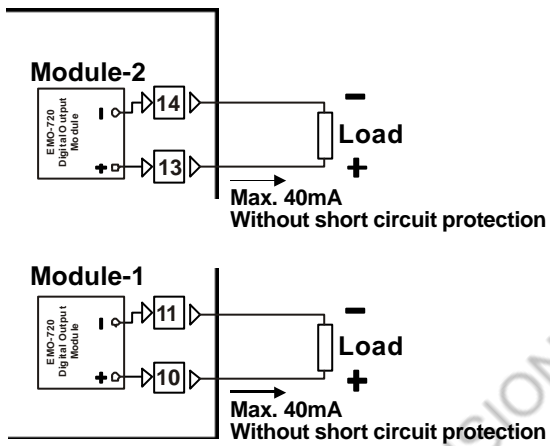 Module-2
EMO-720
Digital Output
Module
- 14 -
+ 13 Load
+
Max. 40mA
Without short circuit protection
Module-1
EMO-720
Digital Output
Module
- 11 -
+ 10 Load
+
Max. 40mA
Without short circuit protection
SION